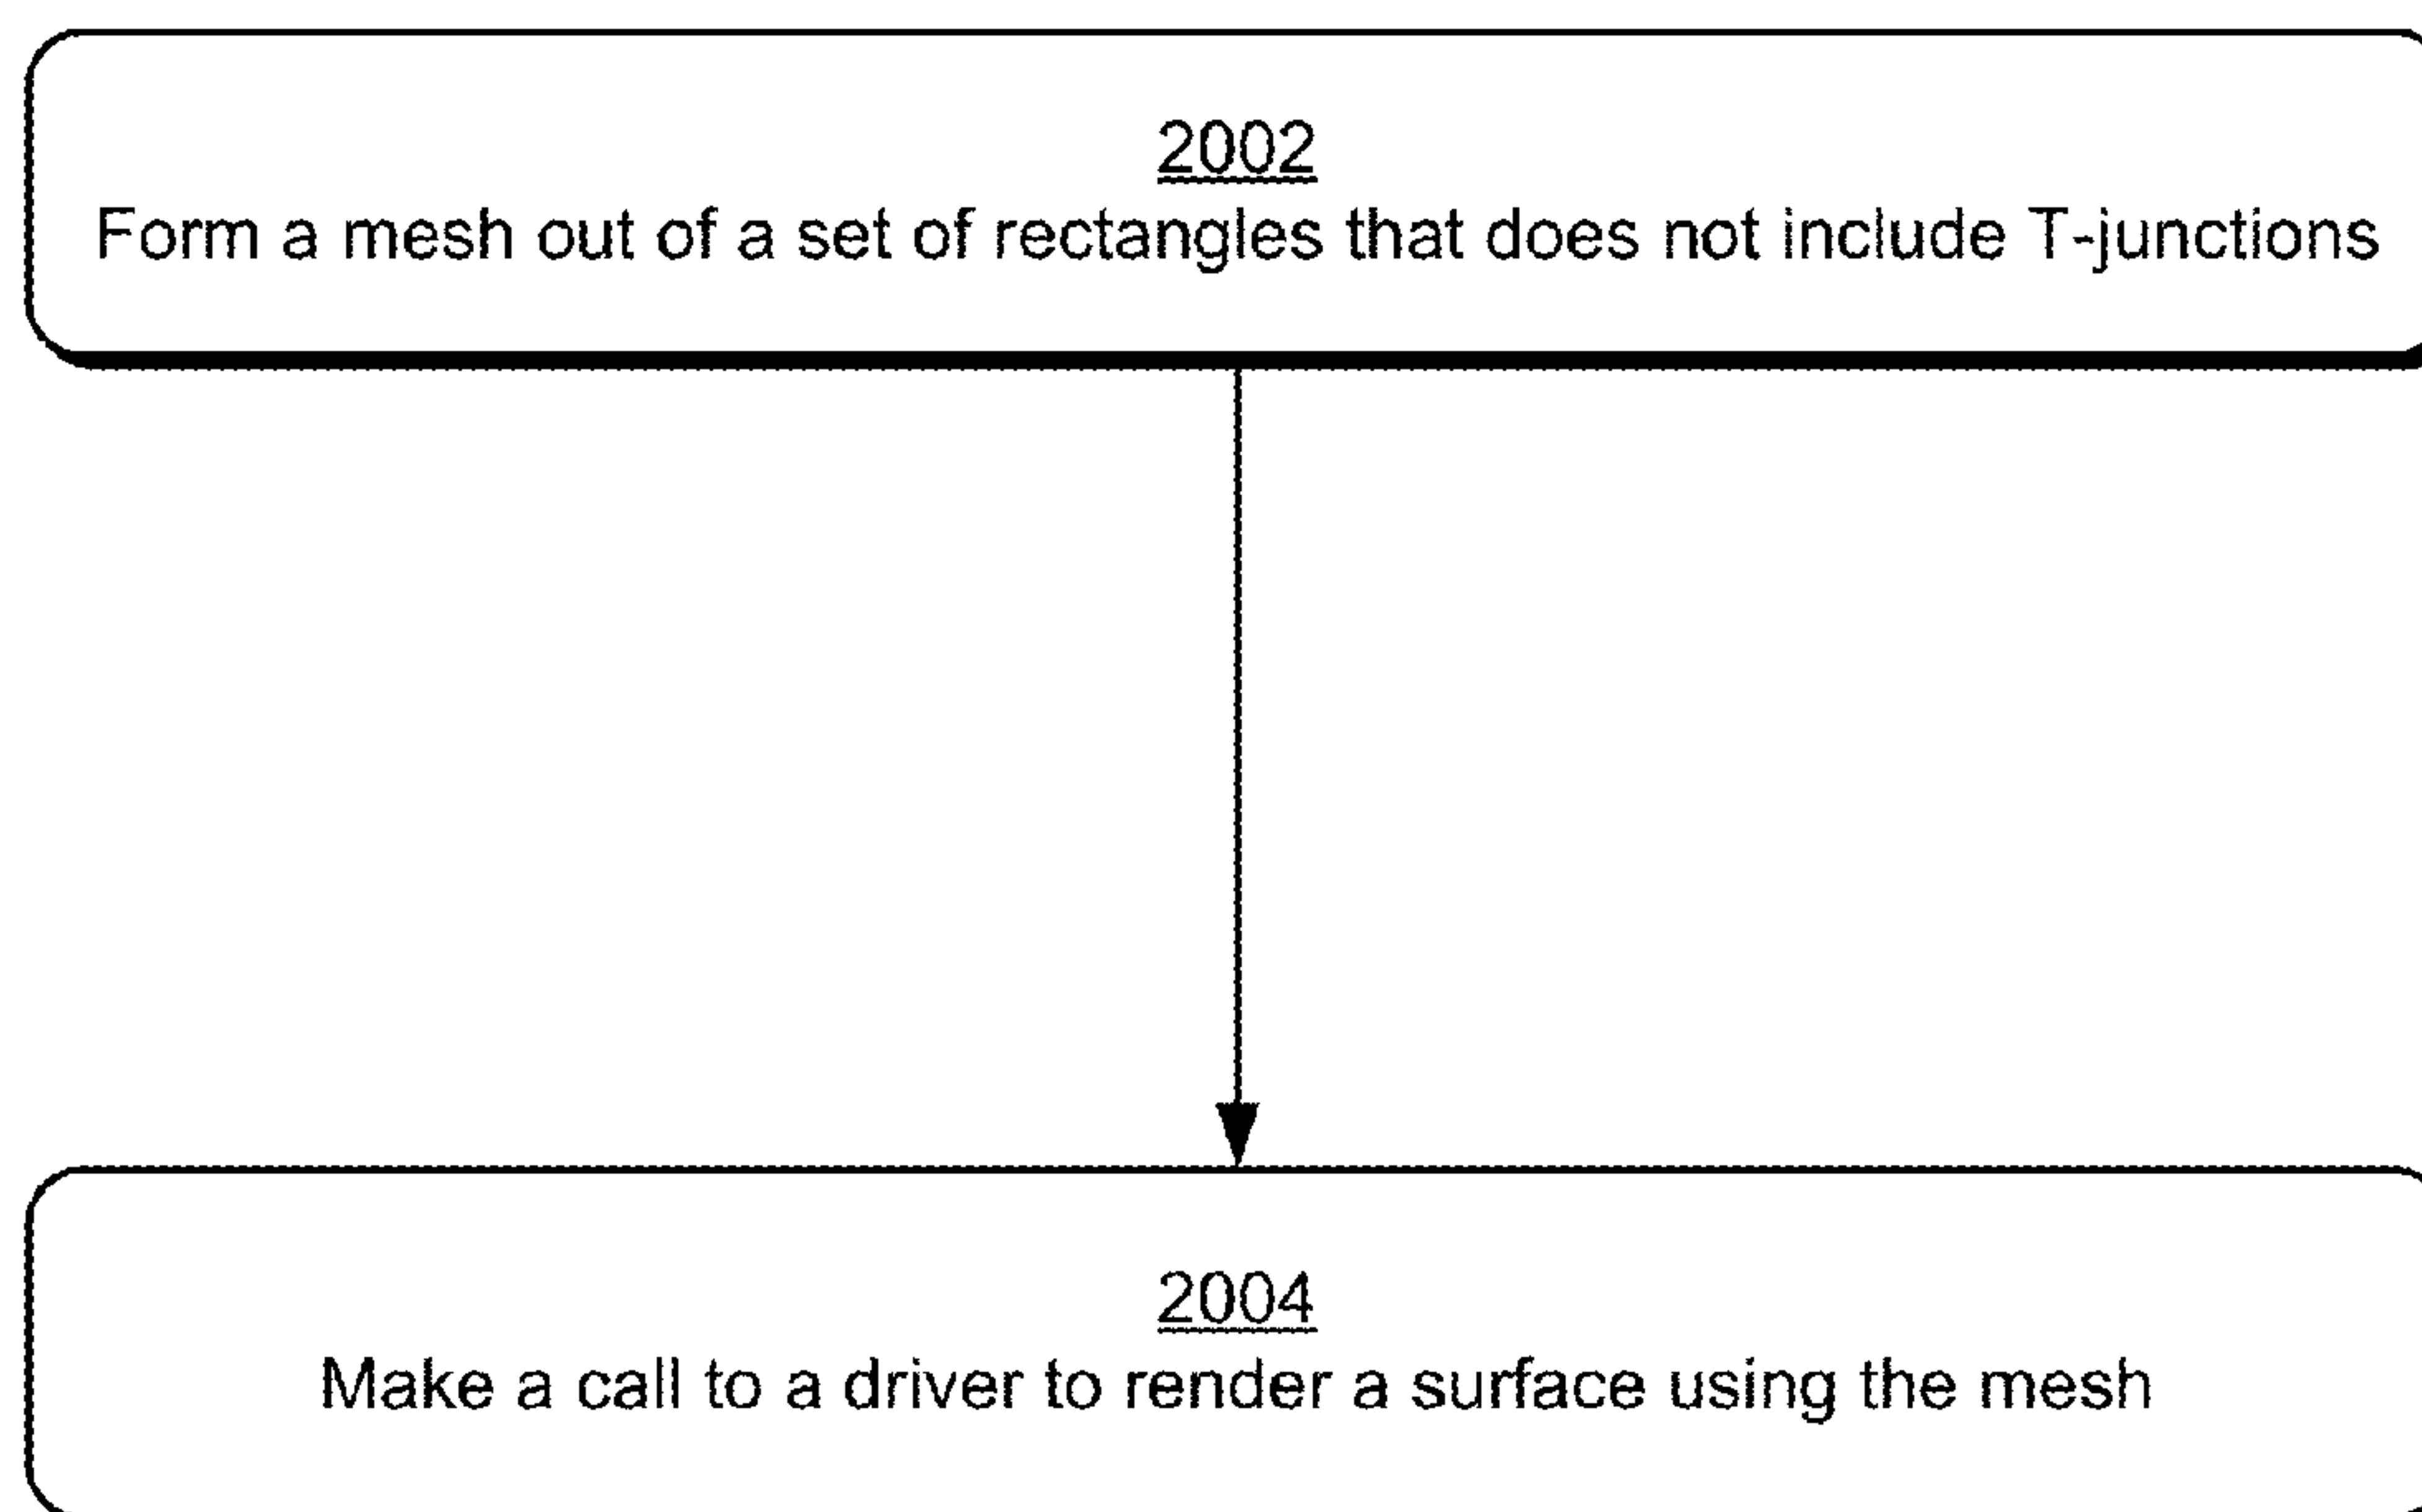 2002
Form a mesh out of a set of rectangles that does not include T-junctions
2004
Make a call to a driver to render a surface using the mesh